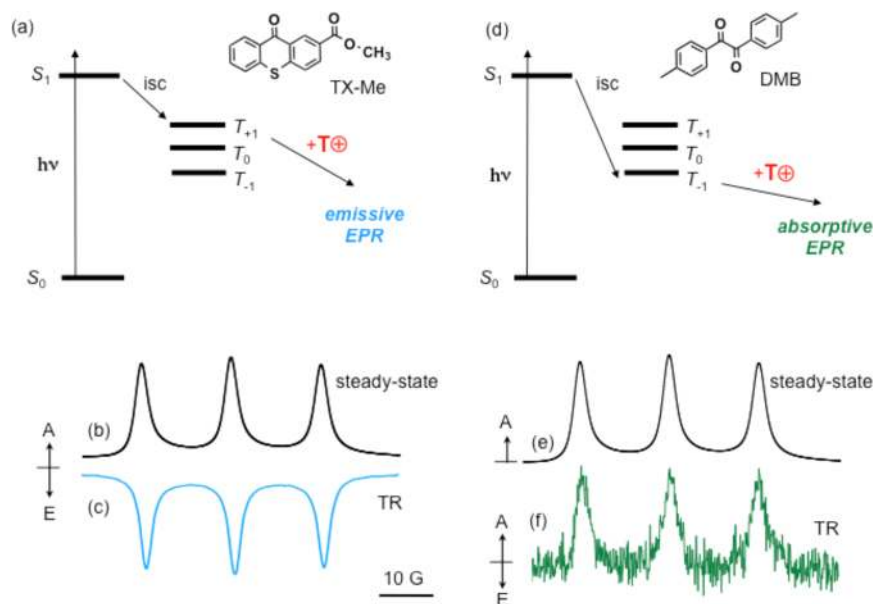 (a)
O
O
O
CH₃
S
TX-Me
S₁
isc
T₊₁
T₀
T₋₁
hν
+T⊕
emissive
EPR
S₀
steady-state
(b)
A
E
(c)
TR
10 G
(d)
O
O
DMB
S₁
isc
T₊₁
T₀
T₋₁
hν
+T⊕
absorptive
EPR
S₀
steady-state
A
(e)
(f)
TR
A
E